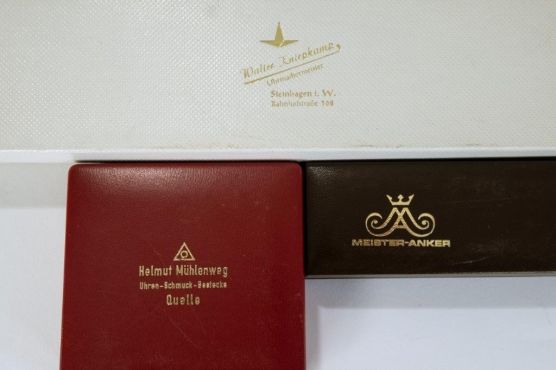 Walter Kniepkamp
Uhrmachermeister
Steinhagen i. W.
Bahnhofstraße 108
Helmut Mühlenweg
Uhren-Schmuck-Bestecke
Quelle
MEISTER-ANKER